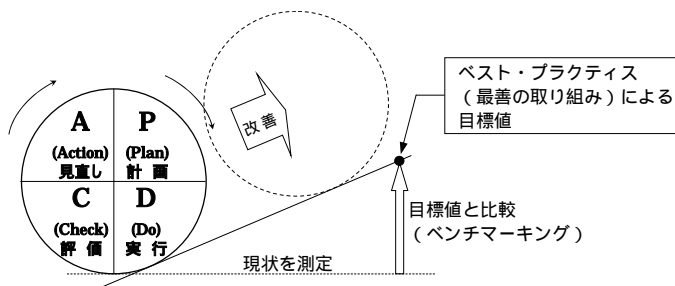 A
(Action)
見直し
P
(Plan)
計 画
C
(Check)
評 価
D
(Do)
実 行
改 善
ベスト・プラクティス
（最善の取り組み）による
目標値
目標値と比較
（ベンチマーキング）
現状を測定